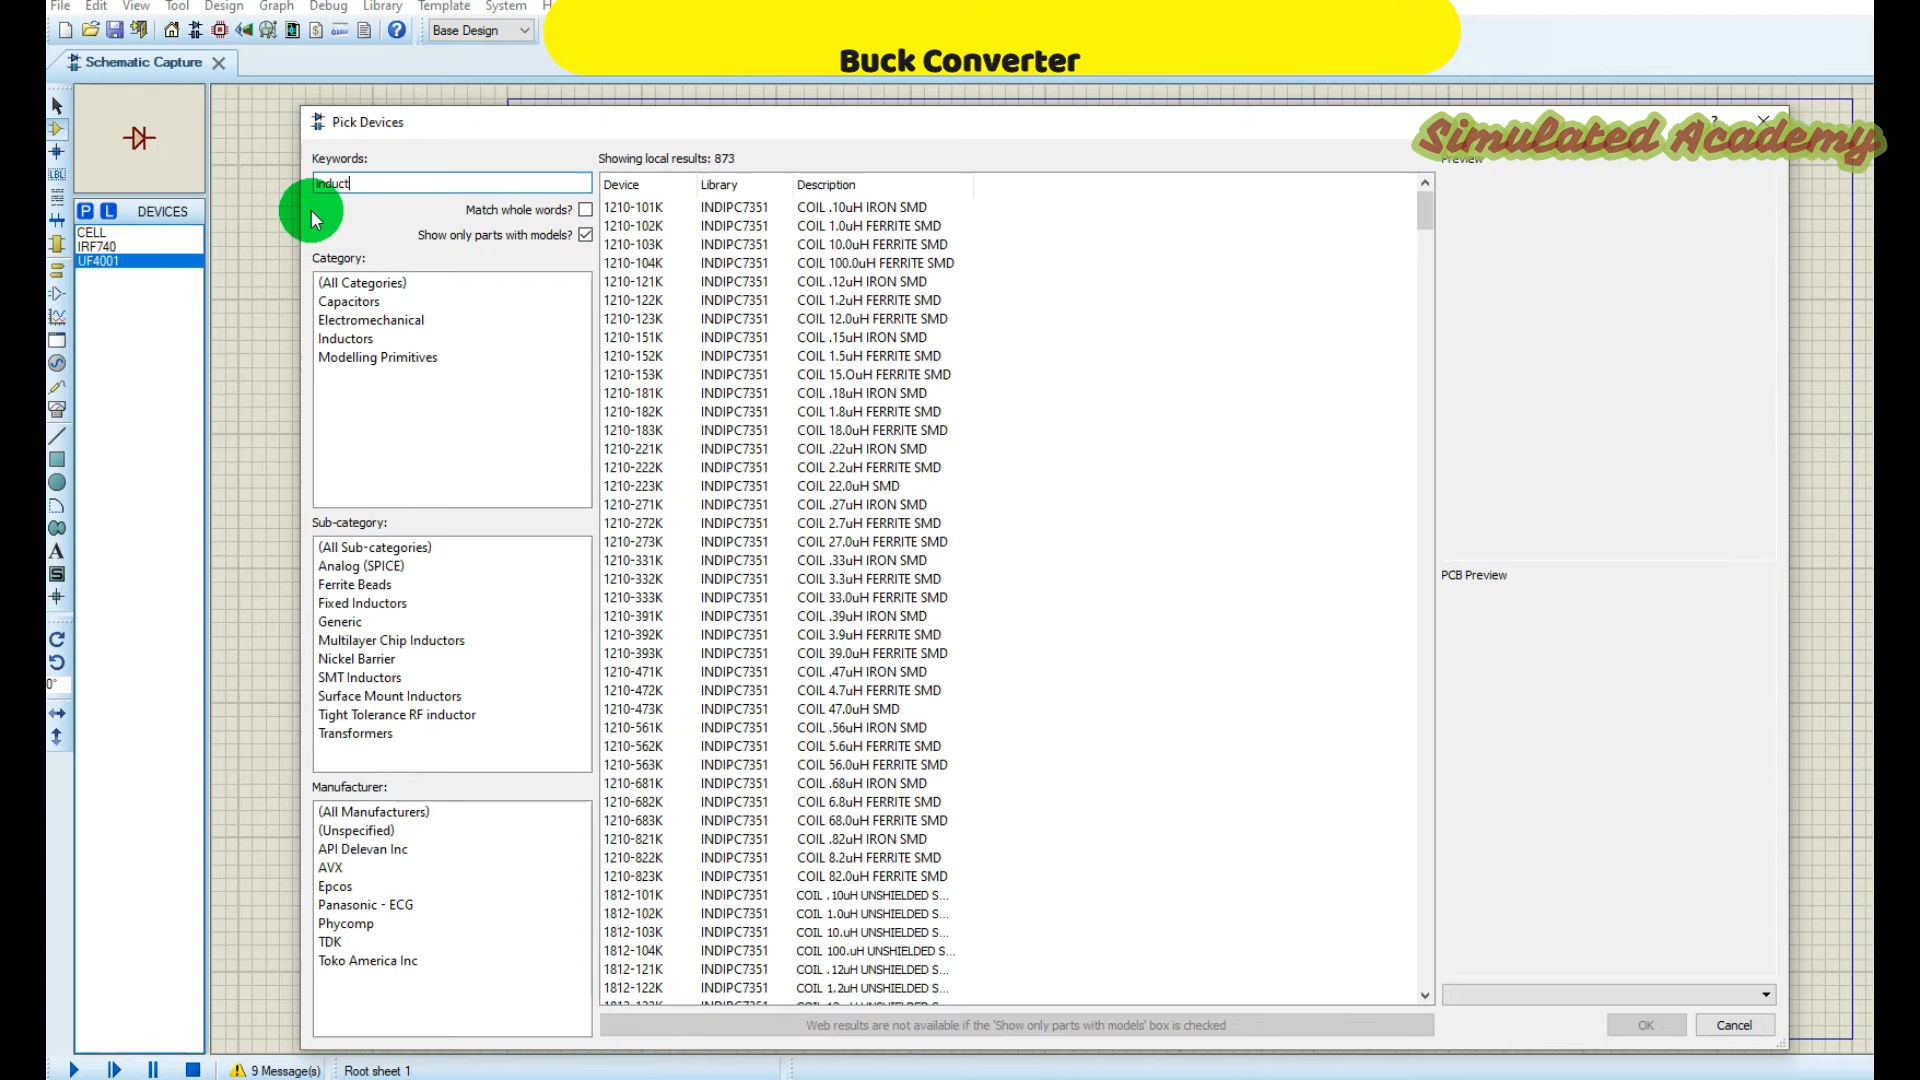 File Edit View Tool Design Graph Debug Library Template System H
Base Design
Buck Converter
Schematic Capture
Simulated Academy
Pick Devices
?
Keywords:
Showing local results: 873
Preview
induct
Device Library Description
LBL
P L DEVICES
CELL
IRF740
UF4001
Match whole words?
Show only parts with models?
Category:
(All Categories)
Capacitors
Electromechanical
Inductors
Modelling Primitives
Sub-category:
(All Sub-categories)
Analog (SPICE)
Ferrite Beads
Fixed Inductors
Generic
Multilayer Chip Inductors
Nickel Barrier
SMT Inductors
Surface Mount Inductors
Tight Tolerance RF inductor
Transformers
Manufacturer:
(All Manufacturers)
(Unspecified)
API Delevan Inc
AVX
Epcos
Panasonic - ECG
Phycomp
TDK
Toko America Inc
1210-101K INDIPC7351 COIL .10uH IRON SMD
1210-102K INDIPC7351 COIL 1.0uH FERRITE SMD
1210-103K INDIPC7351 COIL 10.0uH FERRITE SMD
1210-104K INDIPC7351 COIL 100.0uH FERRITE SMD
1210-121K INDIPC7351 COIL .12uH IRON SMD
1210-122K INDIPC7351 COIL 1.2uH FERRITE SMD
1210-123K INDIPC7351 COIL 12.0uH FERRITE SMD
1210-151K INDIPC7351 COIL .15uH IRON SMD
1210-152K INDIPC7351 COIL 1.5uH FERRITE SMD
1210-153K INDIPC7351 COIL 15.OuH FERRITE SMD
1210-181K INDIPC7351 COIL .18uH IRON SMD
1210-182K INDIPC7351 COIL 1.8uH FERRITE SMD
1210-183K INDIPC7351 COIL 18.0uH FERRITE SMD
1210-221K INDIPC7351 COIL .22uH IRON SMD
1210-222K INDIPC7351 COIL 2.2uH FERRITE SMD
1210-223K INDIPC7351 COIL 22.0uH SMD
1210-271K INDIPC7351 COIL .27uH IRON SMD
1210-272K INDIPC7351 COIL 2.7uH FERRITE SMD
1210-273K INDIPC7351 COIL 27.0uH FERRITE SMD
1210-331K INDIPC7351 COIL .33uH IRON SMD
1210-332K INDIPC7351 COIL 3.3uH FERRITE SMD
1210-333K INDIPC7351 COIL 33.0uH FERRITE SMD
1210-391K INDIPC7351 COIL .39uH IRON SMD
1210-392K INDIPC7351 COIL 3.9uH FERRITE SMD
1210-393K INDIPC7351 COIL 39.0uH FERRITE SMD
1210-471K INDIPC7351 COIL .47uH IRON SMD
1210-472K INDIPC7351 COIL 4.7uH FERRITE SMD
1210-473K INDIPC7351 COIL 47.0uH SMD
1210-561K INDIPC7351 COIL .56uH IRON SMD
1210-562K INDIPC7351 COIL 5.6uH FERRITE SMD
1210-563K INDIPC7351 COIL 56.0uH FERRITE SMD
1210-681K INDIPC7351 COIL .68uH IRON SMD
1210-682K INDIPC7351 COIL 6.8uH FERRITE SMD
1210-683K INDIPC7351 COIL 68.0uH FERRITE SMD
1210-821K INDIPC7351 COIL .82uH IRON SMD
1210-822K INDIPC7351 COIL 8.2uH FERRITE SMD
1210-823K INDIPC7351 COIL 82.0uH FERRITE SMD
1812-101K INDIPC7351 COIL .10uH UNSHIELDED S...
1812-102K INDIPC7351 COIL 1.0uH UNSHIELDED S...
1812-103K INDIPC7351 COIL 10.uH UNSHIELDED S...
1812-104K INDIPC7351 COIL 100.uH UNSHIELDED S...
1812-121K INDIPC7351 COIL .12uH UNSHIELDED S...
1812-122K INDIPC7351 COIL 1.2uH UNSHIELDED S...
PCB Preview
Web results are not available if the 'Show only parts with models' box is checked
OK Cancel
A
S
0°
9 Message(s) Root sheet 1